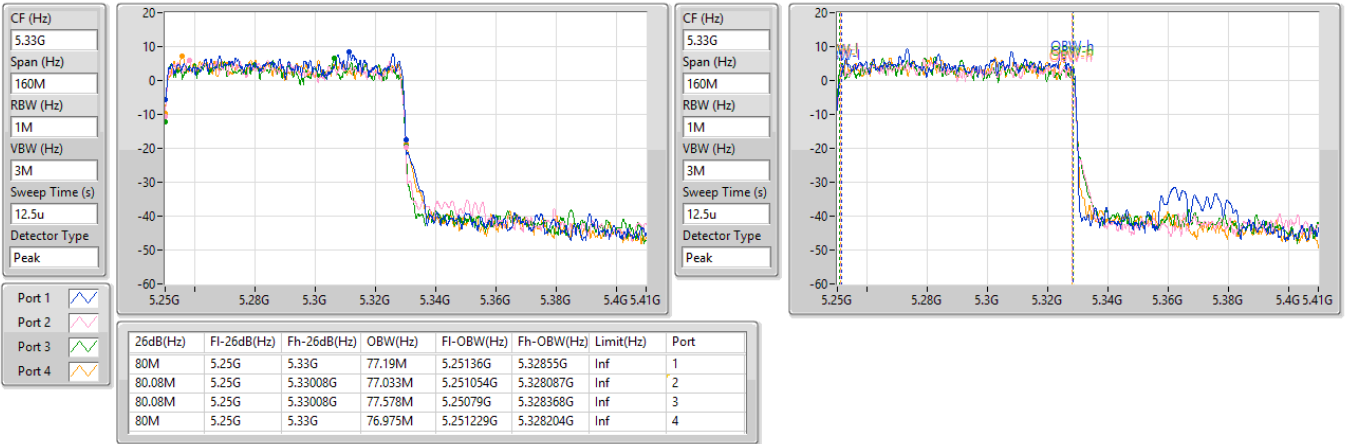 CF (Hz)
5.33G
Span (Hz)
160M
RBW (Hz)
1M
VBW (Hz)
3M
Sweep Time (s)
12.5u
Detector Type
Peak
20
10
0
-10
-20
-30
-40
-50
-60
5.25G 5.28G 5.3G 5.32G 5.34G 5.36G 5.38G 5.4G 5.41G
CF (Hz)
5.33G
Span (Hz)
160M
RBW (Hz)
1M
VBW (Hz)
3M
Sweep Time (s)
12.5u
Detector Type
Peak
20
10
0
-10
-20
-30
-40
-50
-60
OBW-h
5.25G 5.28G 5.3G 5.32G 5.34G 5.36G 5.38G 5.4G 5.41G
Port 1
Port 2
Port 3
Port 4
26dB(Hz) Fl-26dB(Hz) Fh-26dB(Hz) OBW(Hz) Fl-OBW(Hz) Fh-OBW(Hz) Limit(Hz) Port
80M 5.25G 5.33G 77.19M 5.25136G 5.32855G Inf 1
80.08M 5.25G 5.33008G 77.033M 5.251054G 5.328087G Inf 2
80.08M 5.25G 5.33008G 77.578M 5.25079G 5.328368G Inf 3
80M 5.25G 5.33G 76.975M 5.251229G 5.328204G Inf 4